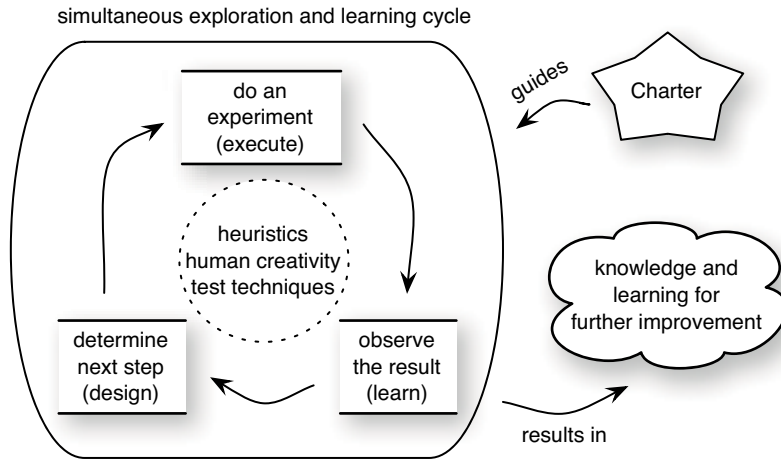 simultaneous exploration and learning cycle
do an
experiment
(execute)
guides
Charter
heuristics
human creativity
test techniques
knowledge and
learning for
further improvement
determine
next step
(design)
observe
the result
(learn)
results in